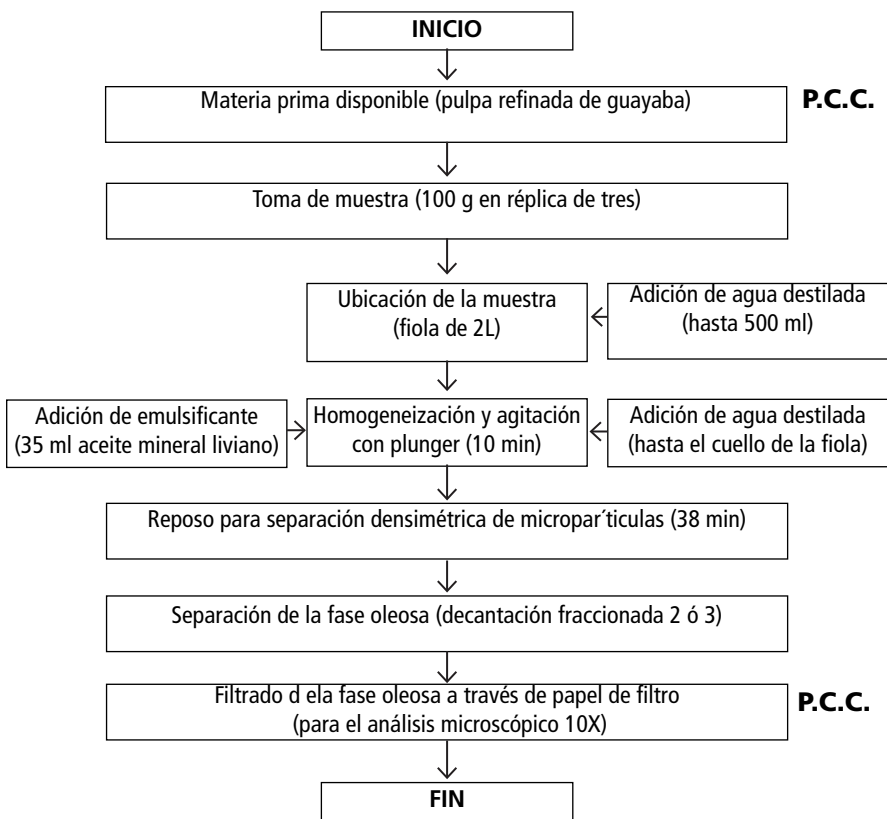 INICIO
Materia prima disponible (pulpa refinada de guayaba)
P.C.C.
Toma de muestra (100 g en réplica de tres)
Ubicación de la muestra
(fiola de 2L)
Adición de agua destilada
(hasta 500 ml)
Adición de emulsificante
(35 ml aceite mineral liviano)
Homogeneización y agitación
con plunger (10 min)
Adición de agua destilada
(hasta el cuello de la fiola)
Reposo para separación densimétrica de micropar´ticulas (38 min)
Separación de la fase oleosa (decantación fraccionada 2 ó 3)
Filtrado d ela fase oleosa a través de papel de filtro
(para el análisis microscópico 10X)
P.C.C.
FIN